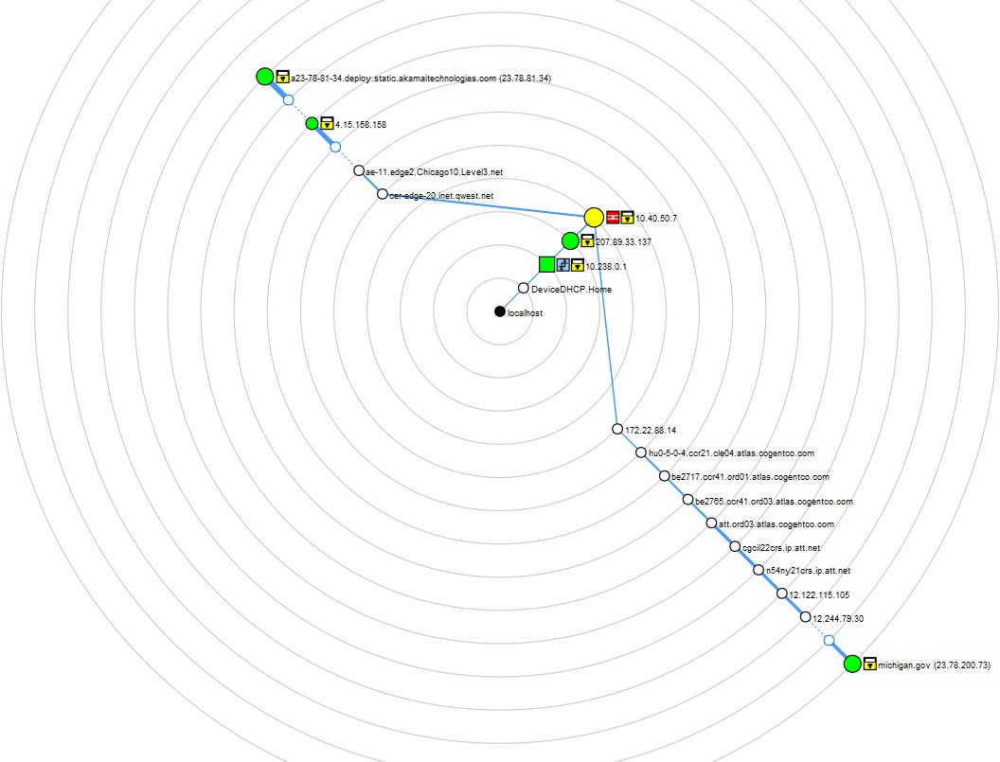 a23-78-81-34.deploy.static.akamaitechnologies.com (23.78.81.34)
4.15.158.158
ae-11.edge2.Chicago10.Level3.net
cer-edge-20.inet.qwest.net
10.40.50.7
207.89.33.137
10.238.0.1
DeviceDHCP.Home
localhost
172.22.88.14
hu0-5-0-4.ccr21.cle04.atlas.cogentco.com
be2717.ccr41.ord01.atlas.cogentco.com
be2765.ccr41.ord03.atlas.cogentco.com
att.ord03.atlas.cogentco.com
cgcil22crs.ip.att.net
n54ny21crs.ip.att.net
12.122.115.105
12.244.79.30
michigan.gov (23.78.200.73)